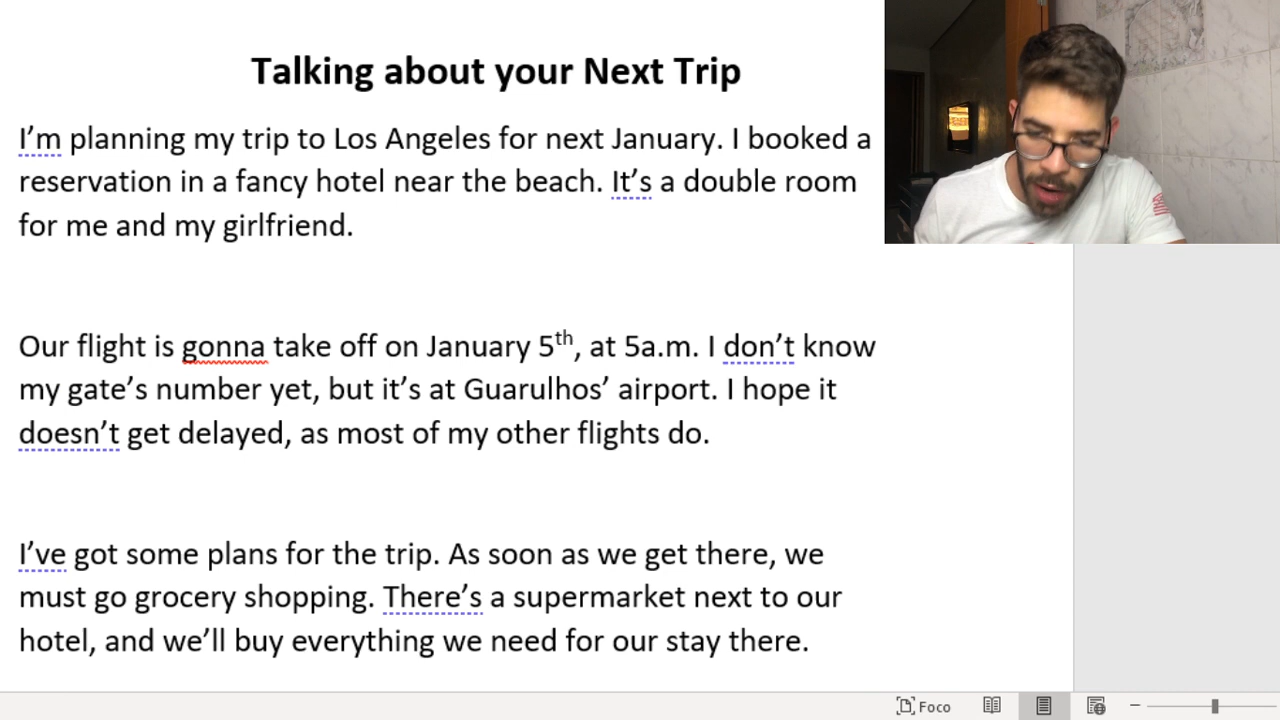 Talking about your Next Trip
I’m planning my trip to Los Angeles for next January. I booked a
reservation in a fancy hotel near the beach. It’s a double room
for me and my girlfriend.
Our flight is gonna take off on January 5th, at 5a.m. I don’t know
my gate’s number yet, but it’s at Guarulhos’ airport. I hope it
doesn’t get delayed, as most of my other flights do.
I’ve got some plans for the trip. As soon as we get there, we
must go grocery shopping. There’s a supermarket next to our
hotel, and we’ll buy everything we need for our stay there.
Foco